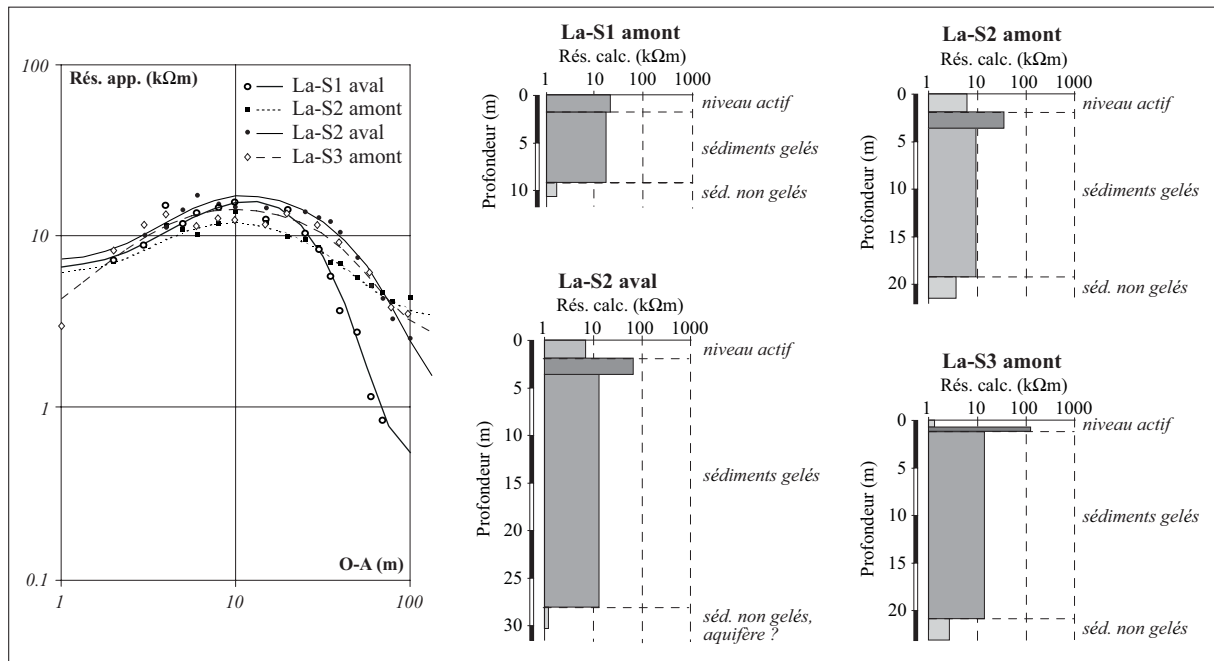 Rés. app. (kΩm)
La-S1 aval
La-S2 amont
La-S2 aval
La-S3 amont
100
10
1
0.1
O-A (m)
1 10 100
La-S1 amont
Rés. calc. (kΩm)
1 10 100 1000
Profondeur (m)
0
5
10
niveau actif
sédiments gelés
séd. non gelés
La-S2 amont
Rés. calc. (kΩm)
1 10 100 1000
Profondeur (m)
0
5
10
15
20
niveau actif
sédiments gelés
séd. non gelés
La-S2 aval
Rés. calc. (kΩm)
1 10 100 1000
Profondeur (m)
0
5
10
15
20
25
30
niveau actif
sédiments gelés
séd. non gelés,
aquifère ?
La-S3 amont
Rés. calc. (kΩm)
1 10 100 1000
Profondeur (m)
0
5
10
15
20
niveau actif
sédiments gelés
séd. non gelés